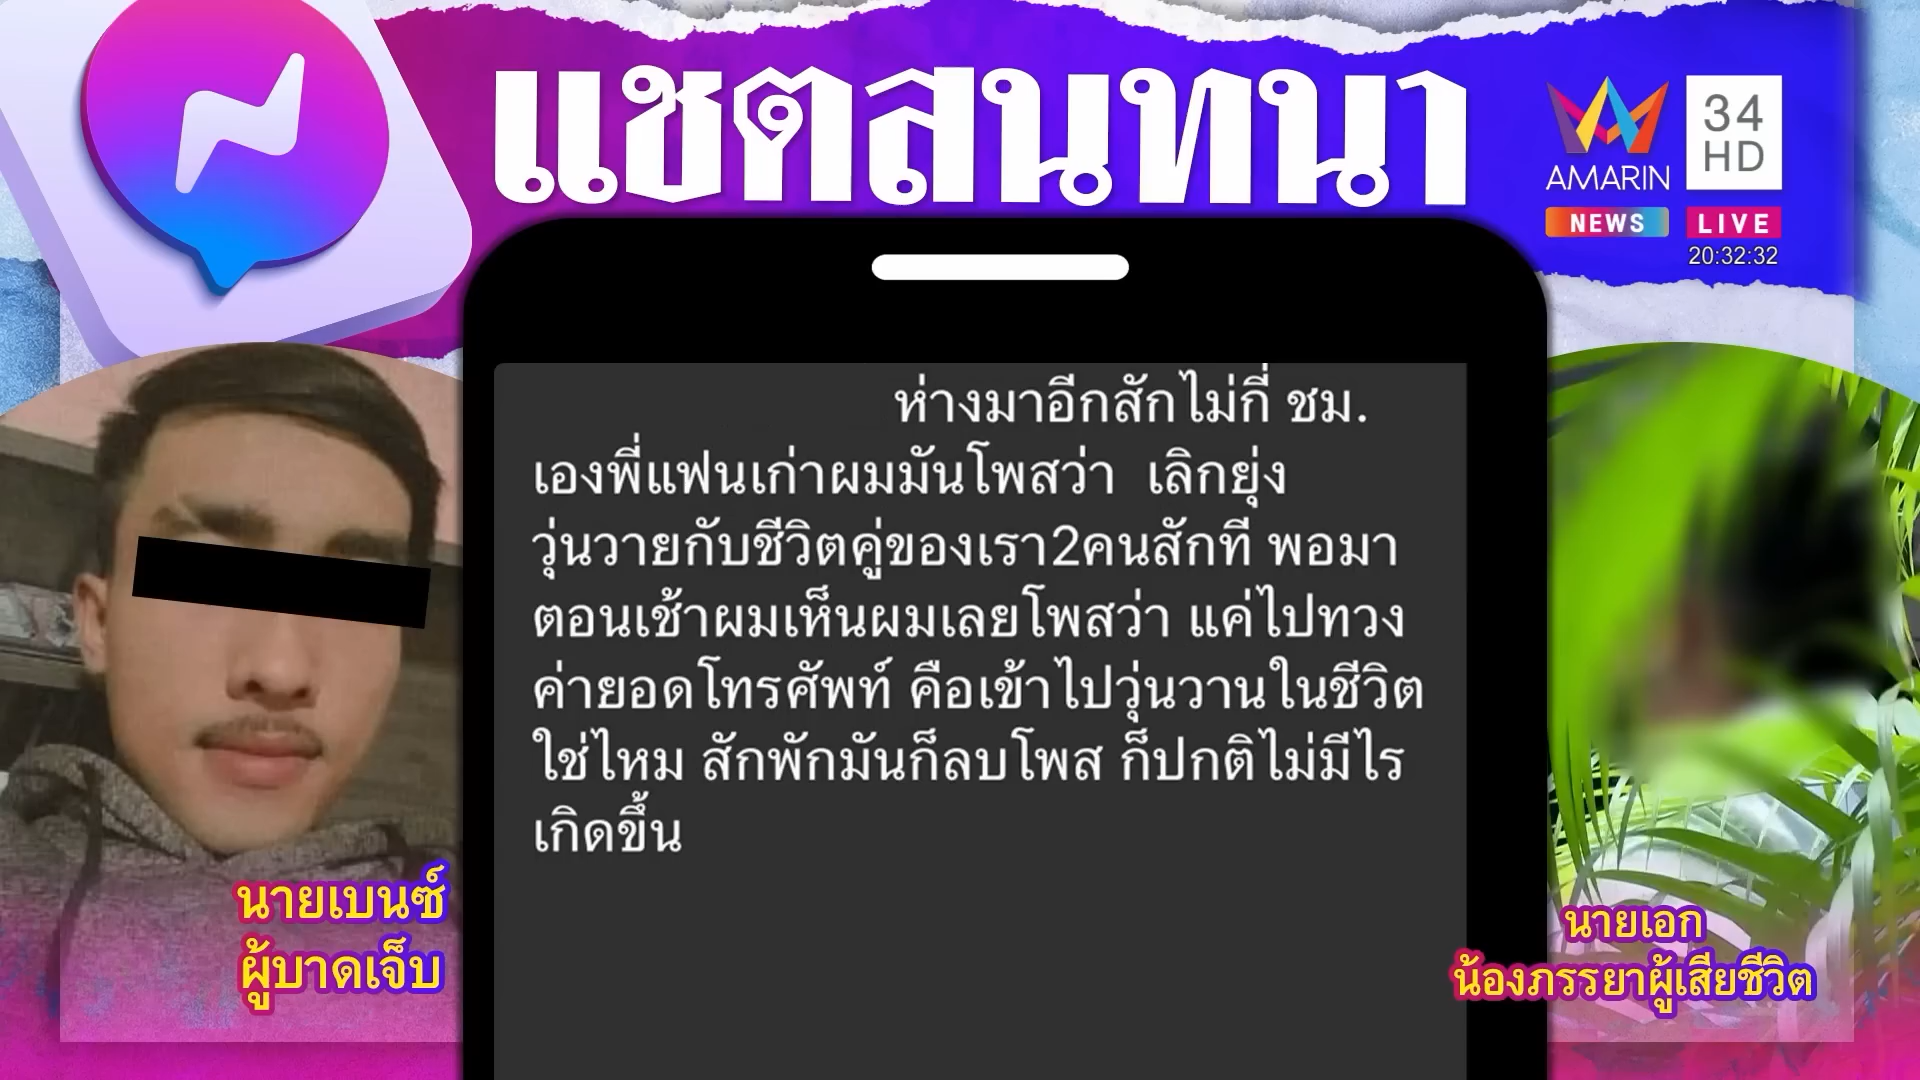 แชตสนทนา
AMARIN
34
HD
NEWS
LIVE
20:32:32
ห่างมาอีกสักไม่กี่ ชม.
เองพี่แฟนเก่าผมมันโพสว่า เลิกยุ่ง
วุ่นวายกับชีวิตคู่ของเรา2คนสักที พอมา
ตอนเช้าผมเห็นผมเลยโพสว่า แค่ไปทวง
ค่ายอดโทรศัพท์ คือเข้าไปวุ่นวานในชีวิต
ใช่ไหม สักพักมันก็ลบโพส ก็ปกติไม่มีไร
เกิดขึ้น
นายเบนซ์
ผู้บาดเจ็บ
นายเอก
น้องภรรยาผู้เสียชีวิต